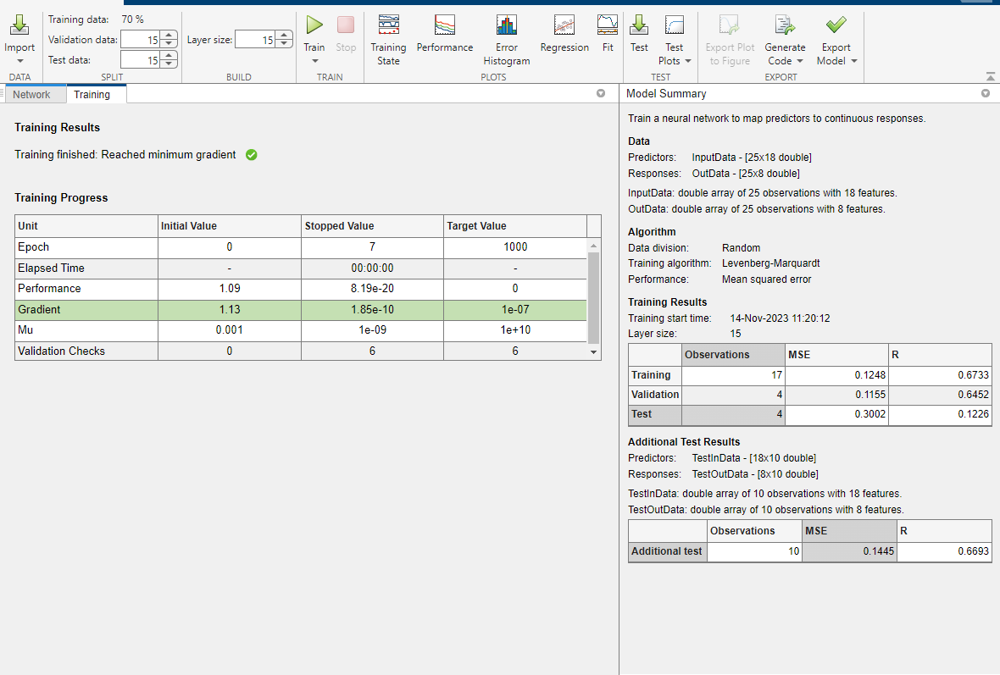 Import
DATA
Training data: 70 %
Validation data: 15
Test data: 15
SPLIT
Layer size: 15
BUILD
Train
Stop
TRAIN
Training State
Performance
Error Histogram
Regression
Fit
PLOTS
Test
Test Plots
TEST
Export Plot to Figure
Generate Code
Export Model
EXPORT
Network
Training
Training Results
Training finished: Reached minimum gradient
Training Progress
Unit Initial Value Stopped Value Target Value
Epoch 0 7 1000
Elapsed Time - 00:00:00 -
Performance 1.09 8.19e-20 0
Gradient 1.13 1.85e-10 1e-07
Mu 0.001 1e-09 1e+10
Validation Checks 0 6 6
Model Summary
Train a neural network to map predictors to continuous responses.
Data
Predictors: InputData - [25x18 double]
Responses: OutData - [25x8 double]
InputData: double array of 25 observations with 18 features.
OutData: double array of 25 observations with 8 features.
Algorithm
Data division: Random
Training algorithm: Levenberg-Marquardt
Performance: Mean squared error
Training Results
Training start time: 14-Nov-2023 11:20:12
Layer size: 15
Observations MSE R
Training 17 0.1248 0.6733
Validation 4 0.1155 0.6452
Test 4 0.3002 0.1226
Additional Test Results
Predictors: TestInData - [18x10 double]
Responses: TestOutData - [8x10 double]
TestInData: double array of 10 observations with 18 features.
TestOutData: double array of 10 observations with 8 features.
Observations MSE R
Additional test 10 0.1445 0.6693